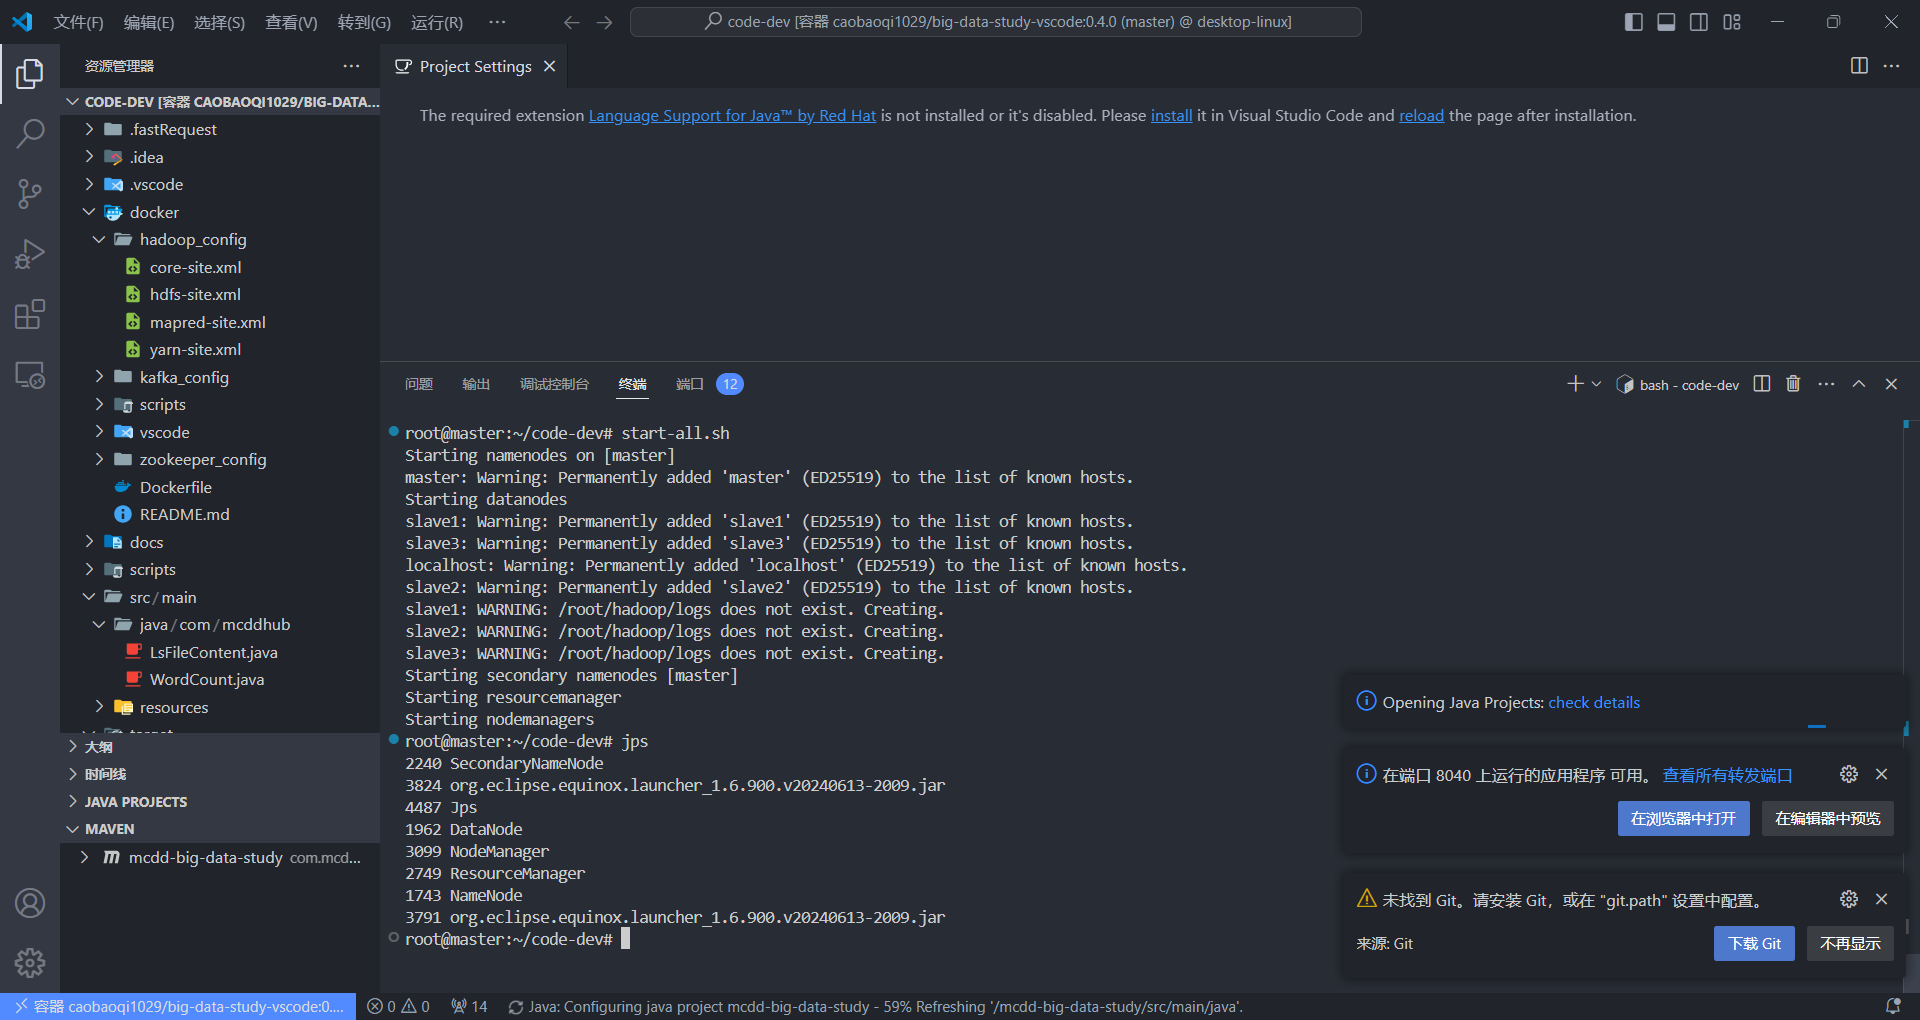 文件(F) 编辑(E) 选择(S) 查看(V) 转到(G) 运行(R) ···
code-dev [容器 caobaoqi1029/big-data-study-vscode:0.4.0 (master) @ desktop-linux]
资源管理器
Project Settings
CODE-DEV [容器 CAOBAOQI1029/BIG-DATA...
The required extension Language Support for Java™ by Red Hat is not installed or it's disabled. Please install it in Visual Studio Code and reload the page after installation.
.fastRequest
.idea
.vscode
docker
hadoop_config
core-site.xml
hdfs-site.xml
mapred-site.xml
yarn-site.xml
kafka_config
scripts
vscode
zookeeper_config
Dockerfile
README.md
docs
scripts
src / main
java / com / mcddhub
LsFileContent.java
WordCount.java
resources
target
大纲
时间线
JAVA PROJECTS
MAVEN
mcdd-big-data-study com.mcd...
问题 输出 调试控制台 终端 端口 12
bash - code-dev
root@master:~/code-dev# start-all.sh
Starting namenodes on [master]
master: Warning: Permanently added 'master' (ED25519) to the list of known hosts.
Starting datanodes
slave1: Warning: Permanently added 'slave1' (ED25519) to the list of known hosts.
slave3: Warning: Permanently added 'slave3' (ED25519) to the list of known hosts.
localhost: Warning: Permanently added 'localhost' (ED25519) to the list of known hosts.
slave2: Warning: Permanently added 'slave2' (ED25519) to the list of known hosts.
slave1: WARNING: /root/hadoop/logs does not exist. Creating.
slave2: WARNING: /root/hadoop/logs does not exist. Creating.
slave3: WARNING: /root/hadoop/logs does not exist. Creating.
Starting secondary namenodes [master]
Starting resourcemanager
Starting nodemanagers
root@master:~/code-dev# jps
2240 SecondaryNameNode
3824 org.eclipse.equinox.launcher_1.6.900.v20240613-2009.jar
4487 Jps
1962 DataNode
3099 NodeManager
2749 ResourceManager
1743 NameNode
3791 org.eclipse.equinox.launcher_1.6.900.v20240613-2009.jar
root@master:~/code-dev#
Opening Java Projects: check details
在端口 8040 上运行的应用程序 可用。 查看所有转发端口
在浏览器中打开 在编辑器中预览
未找到 Git。请安装 Git，或在 "git.path" 设置中配置。
来源: Git
下载 Git 不再显示
容器 caobaoqi1029/big-data-study-vscode:0.... 0 0 14 Java: Configuring java project mcdd-big-data-study - 59% Refreshing '/mcdd-big-data-study/src/main/java'.